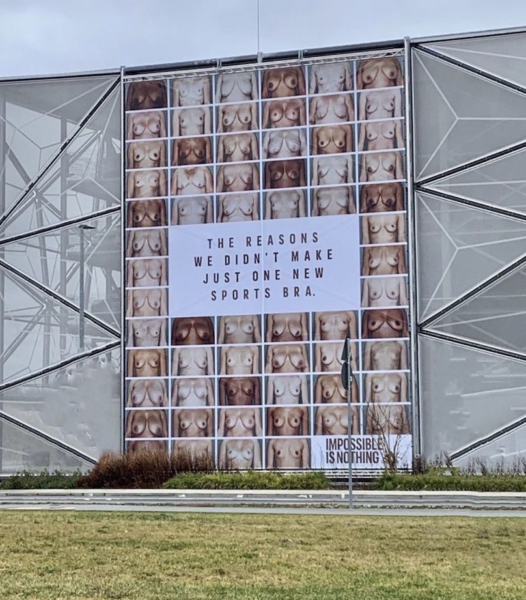 THE REASONS
WE DIDN'T MAKE
JUST ONE NEW
SPORTS BRA.
IMPOSSIBLE
IS NOTHING